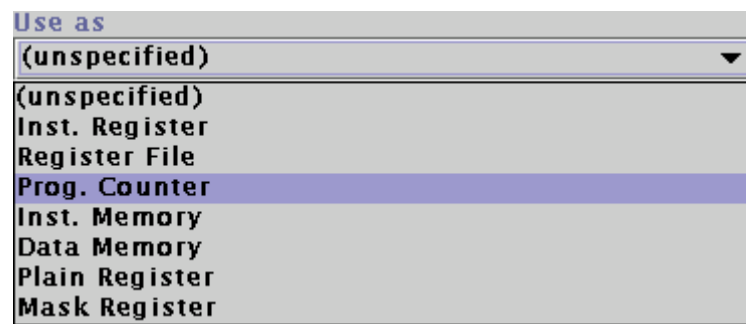 Use as
(unspecified)
(unspecified)
Inst. Register
Register File
Prog. Counter
Inst. Memory
Data Memory
Plain Register
Mask Register